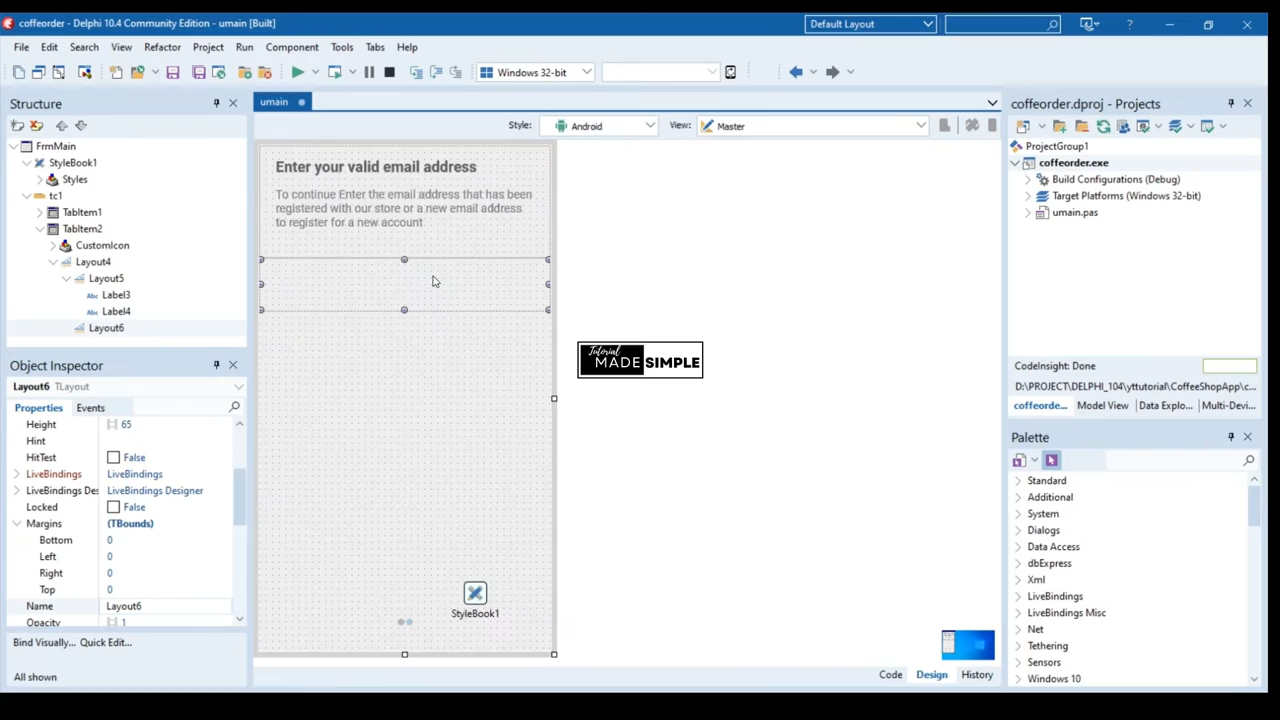 coffeorder - Delphi 10.4 Community Edition - umain [Built]
Default Layout
File Edit Search View Refactor Project Run Component Tools Tabs Help
Windows 32-bit
Structure
FrmMain
StyleBook1
Styles
tc1
TabItem1
TabItem2
CustomIcon
Layout4
Layout5
Abc Label3
Abc Label4
Layout6
Object Inspector
Layout6 TLayout
Properties Events
Height 65
Hint
HitTest False
LiveBindings LiveBindings
LiveBindings Des LiveBindings Designer
Locked False
Margins (TBounds)
Bottom 0
Left 0
Right 0
Top 0
Name Layout6
Opacity 1
Bind Visually... Quick Edit...
All shown
umain
Style: Android View: Master
Enter your valid email address
To continue Enter the email address that has been
registered with our store or a new email address
to register for a new account
StyleBook1
Tutorial
MADE SIMPLE
Code Design History
coffeorder.dproj - Projects
ProjectGroup1
coffeorder.exe
Build Configurations (Debug)
Target Platforms (Windows 32-bit)
umain.pas
CodeInsight: Done
D:\PROJECT\DELPHI_104\yttutorial\CoffeeShopApp\c...
coffeorde... Model View Data Explo... Multi-Devi...
Palette
Standard
Additional
System
Dialogs
Data Access
dbExpress
Xml
LiveBindings
LiveBindings Misc
Net
Tethering
Sensors
Windows 10